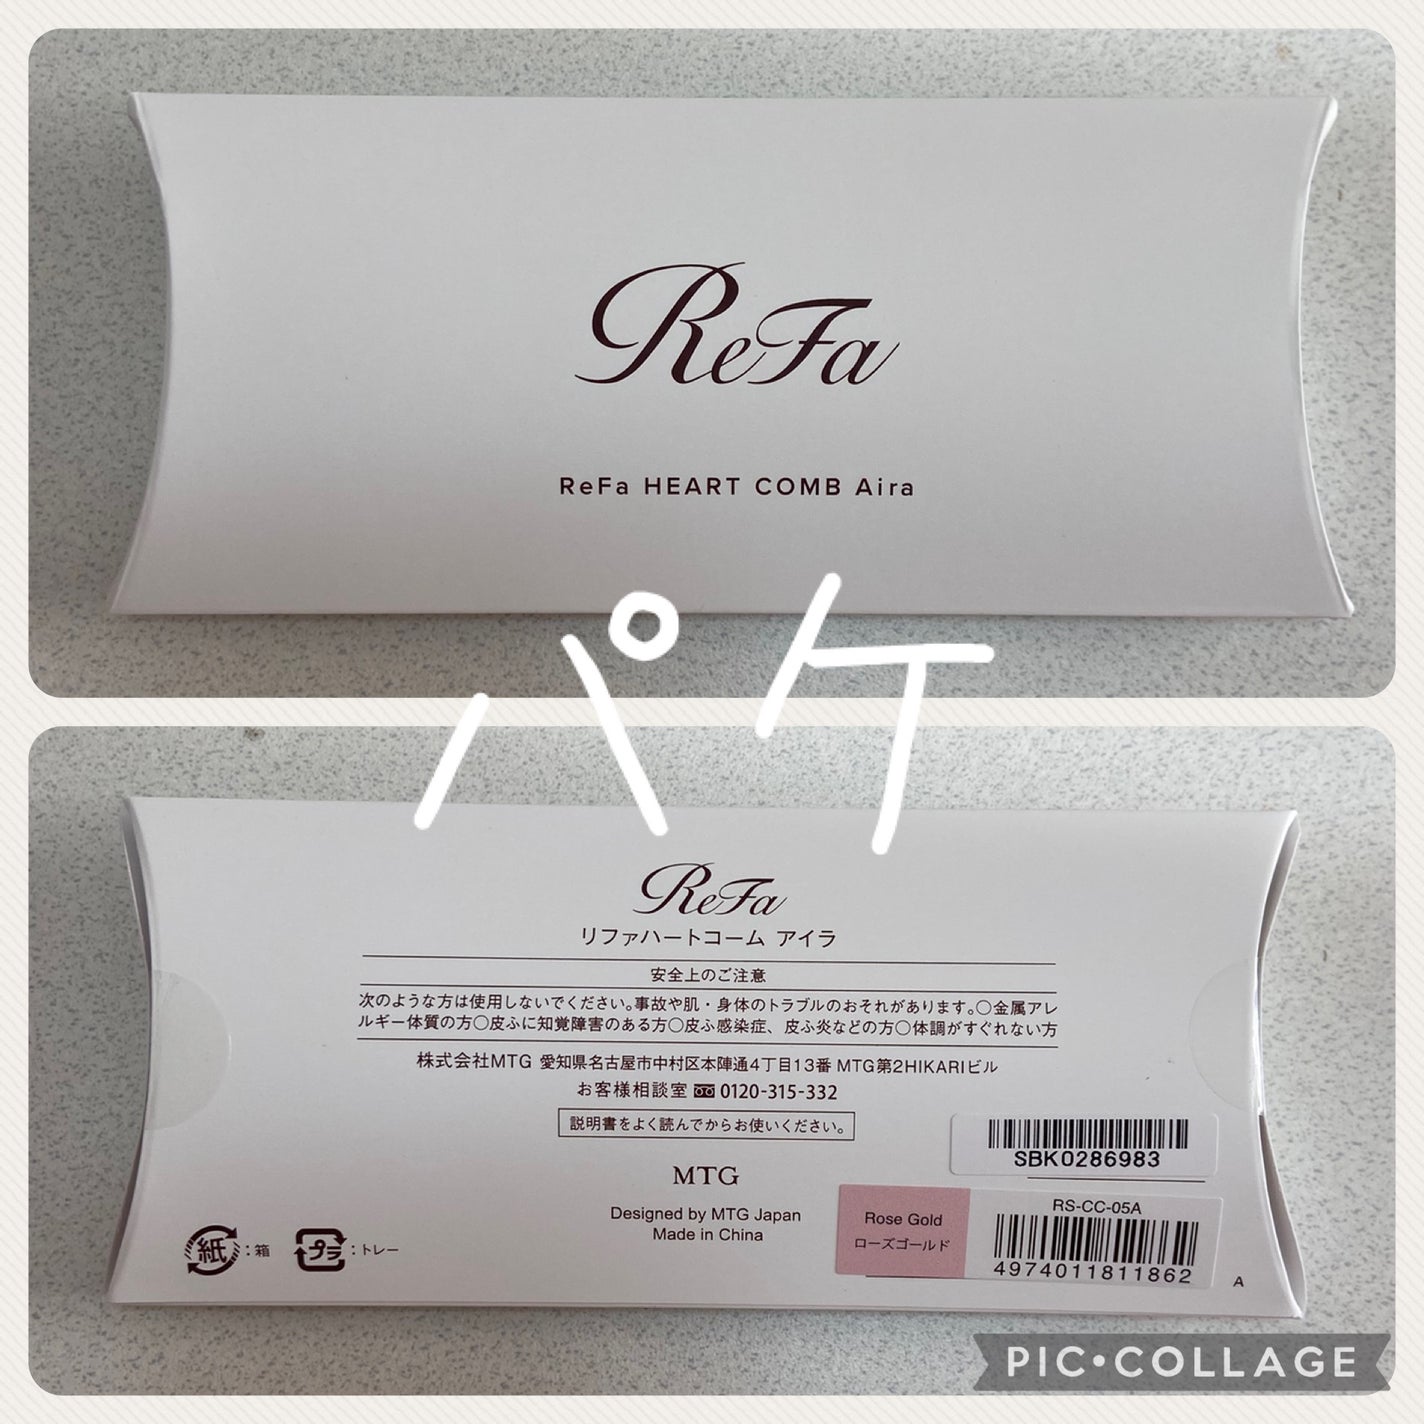 ReFa
ReFa HEART COMB Aira
パケ
ReFa
リファハートコーム アイラ
安全上のご注意
次のような方は使用しないでください。事故や肌・身体のトラブルのおそれがあります。○金属アレ
ルギー体質の方○皮ふに知覚障害のある方○皮ふ感染症、皮ふ炎などの方○体調がすぐれない方
株式会社MTG 愛知県名古屋市中村区本陣通4丁目13番 MTG第2HIKARIビル
お客様相談室 0120-315-332
説明書をよく読んでからお使いください。
SBK0286983
MTG
Designed by MTG Japan
Made in China
Rose Gold
ローズゴールド
RS-CC-05A
4974011811862
A
紙:箱
プラ:トレー
PIC•COLLAGE